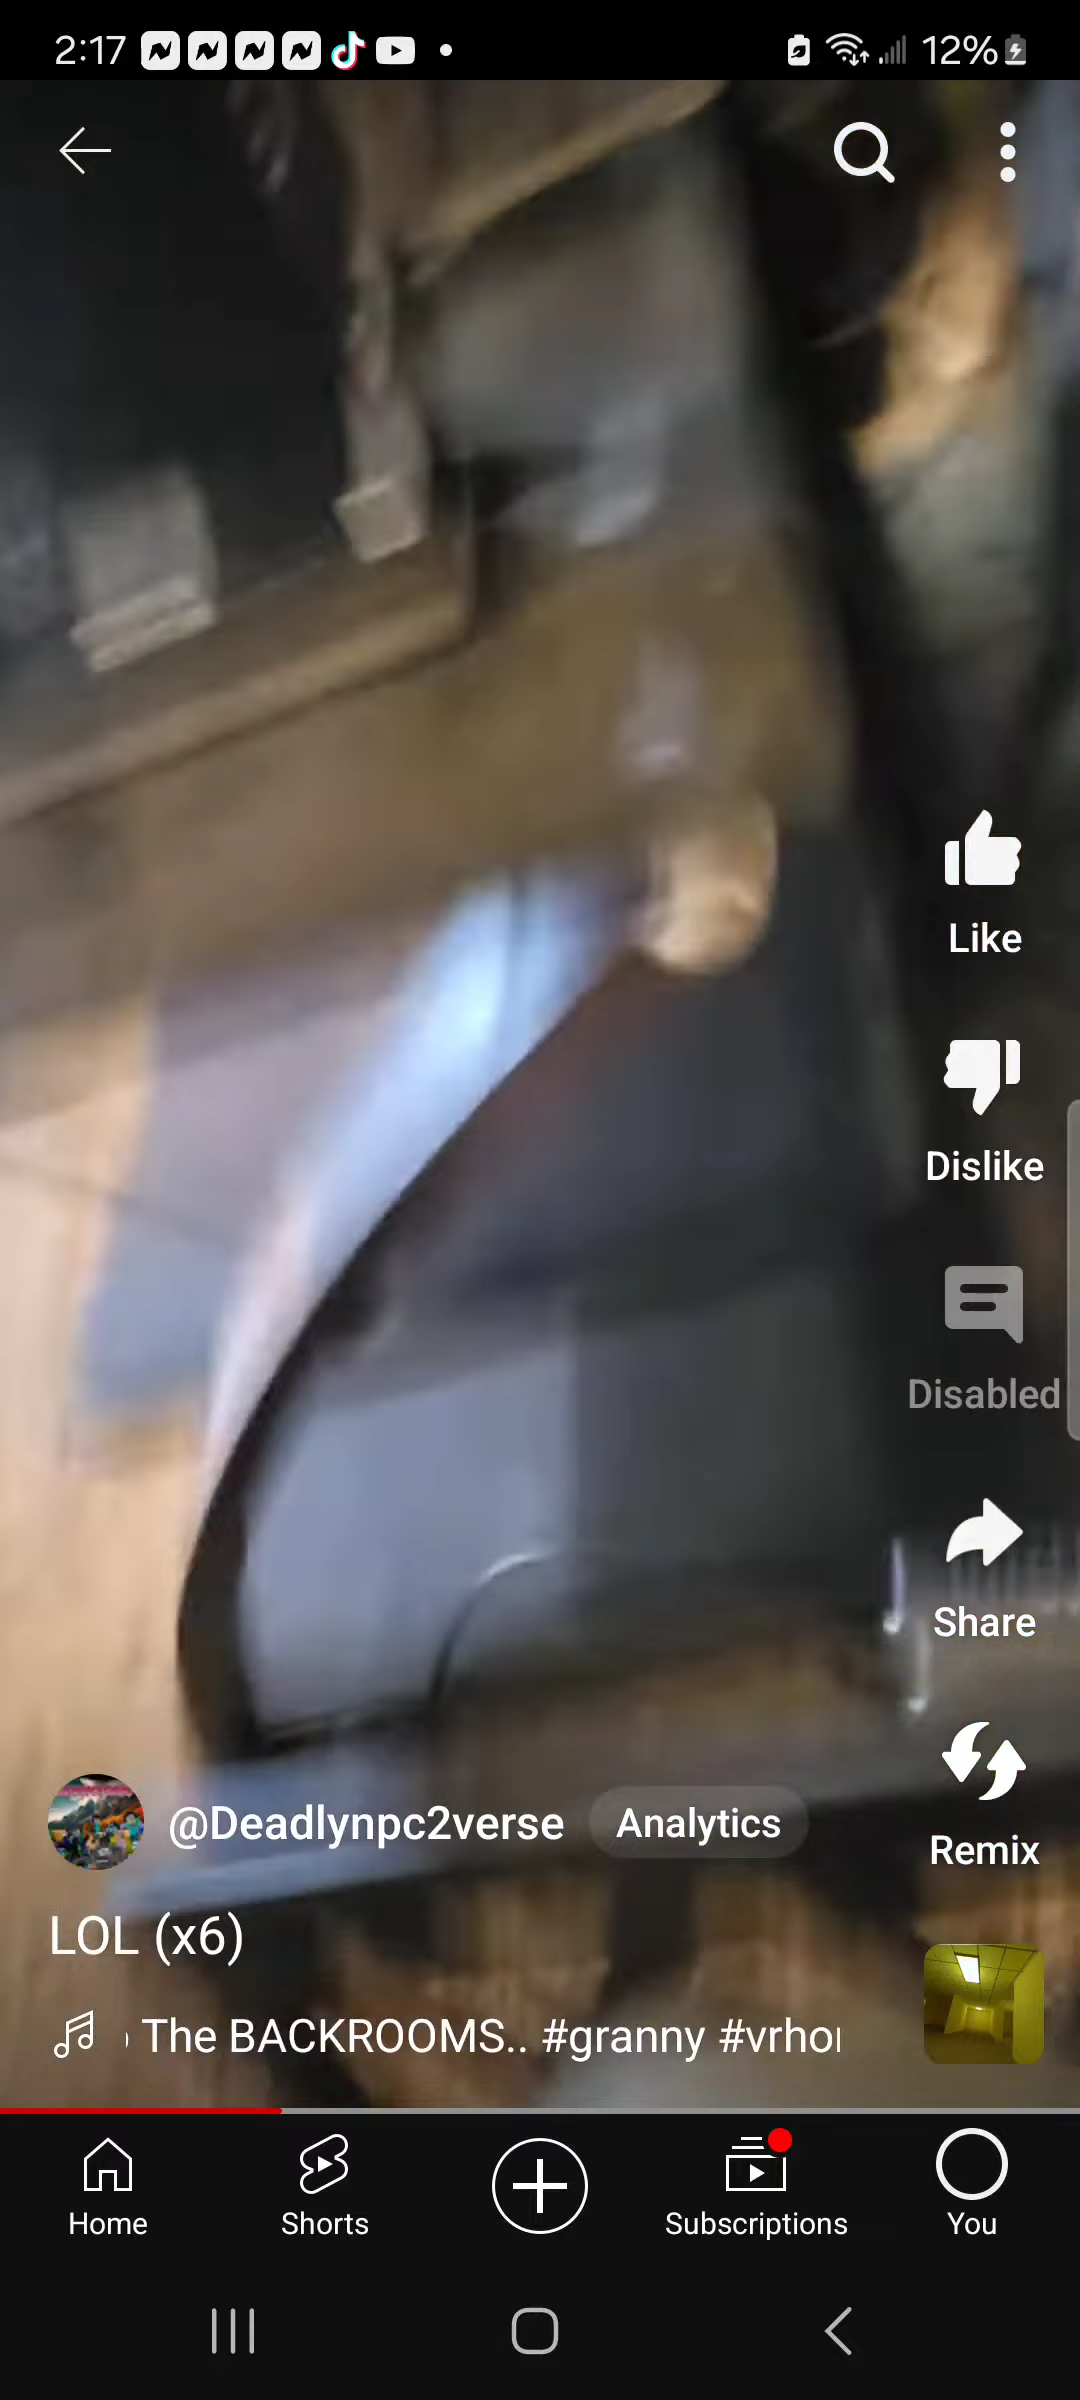 2:17
12%
Like
Dislike
Disabled
Share
@Deadlynpc2verse
Analytics
Remix
LOL (x6)
The BACKROOMS.. #granny #vrhor
Home
Shorts
Subscriptions
You